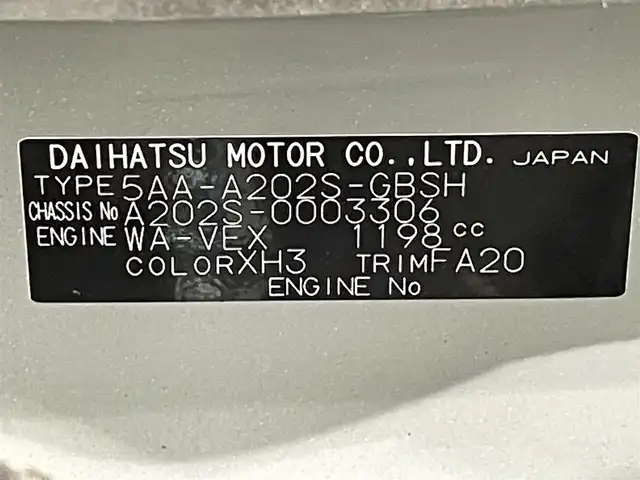 DAIHATSU MOTOR CO.,LTD. JAPAN
TYPE 5AA-A202S-GBSH
CHASSIS No A202S-0003306
ENGINE WA-VEX 1198 cc
COLOR XH3 TRIM FA20
ENGINE No